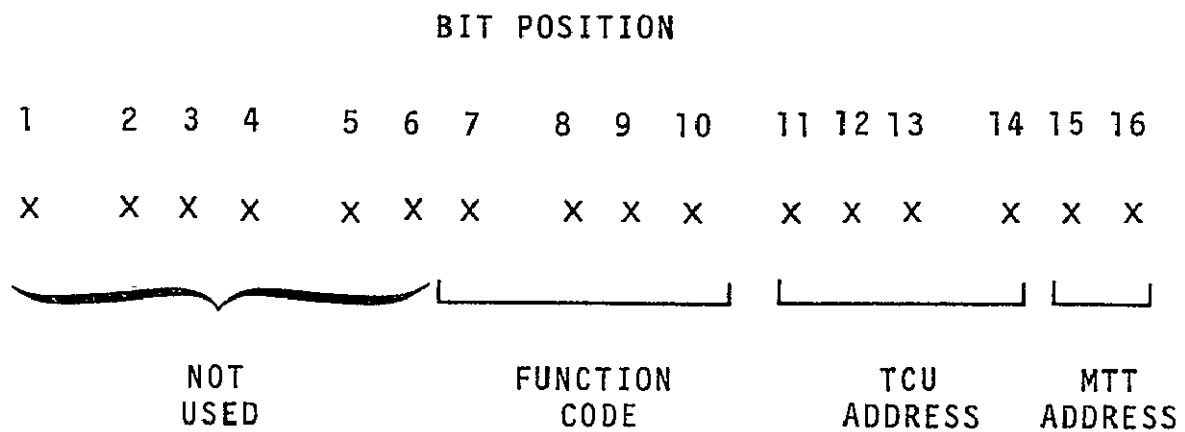 BIT POSITION
1 2 3 4 5 6 7 8 9 10 11 12 13 14 15 16
X X X X X X X X X X X X X X X X
NOT USED
FUNCTION CODE
TCU ADDRESS
MTT ADDRESS